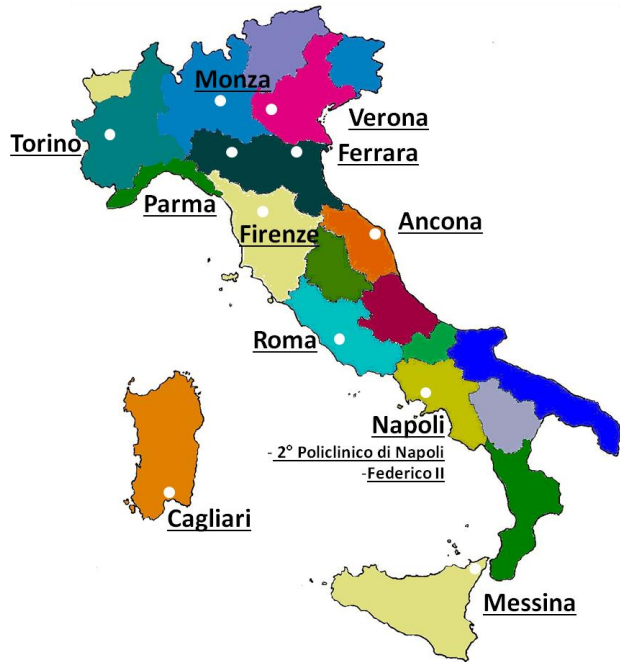 Monza
Verona
Torino
Ferrara
Parma
Ancona
Firenze
Roma
Napoli
- 2° Policlinico di Napoli
-Federico II
Cagliari
Messina